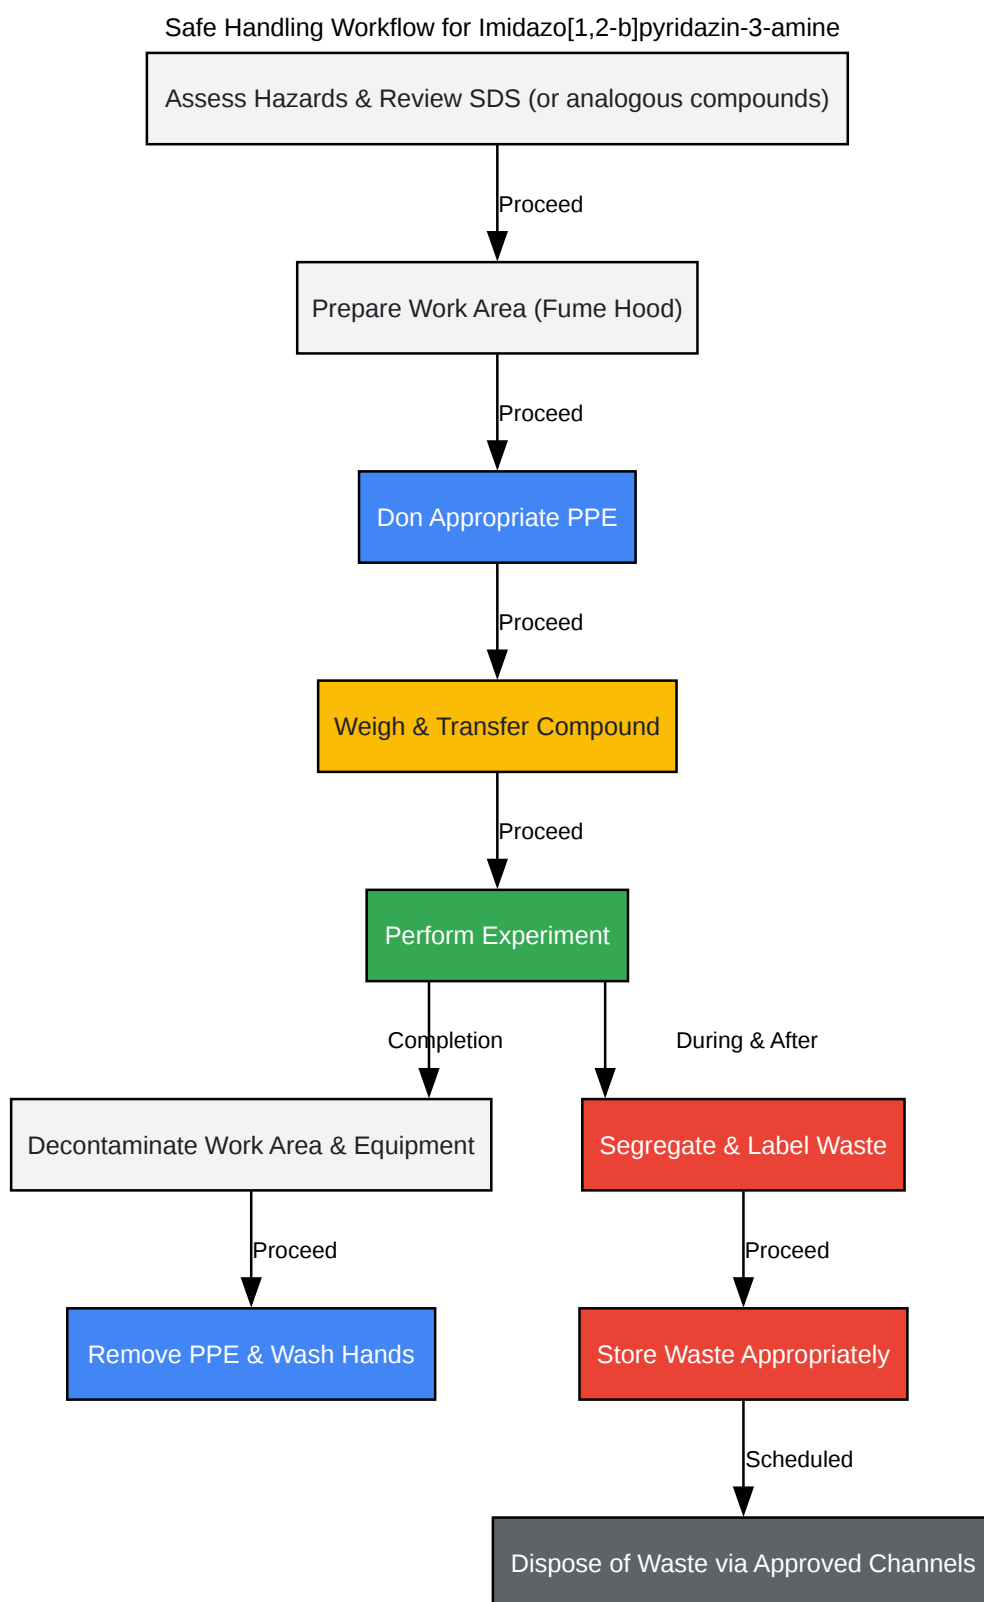 Safe Handling Workflow for Imidazo[1,2-b]pyridazin-3-amine
Assess Hazards & Review SDS (or analogous compounds)
Proceed
Prepare Work Area (Fume Hood)
Proceed
Don Appropriate PPE
Proceed
Weigh & Transfer Compound
Proceed
Perform Experiment
Completion
During & After
Decontaminate Work Area & Equipment
Segregate & Label Waste
Proceed
Proceed
Remove PPE & Wash Hands
Store Waste Appropriately
Scheduled
Dispose of Waste via Approved Channels